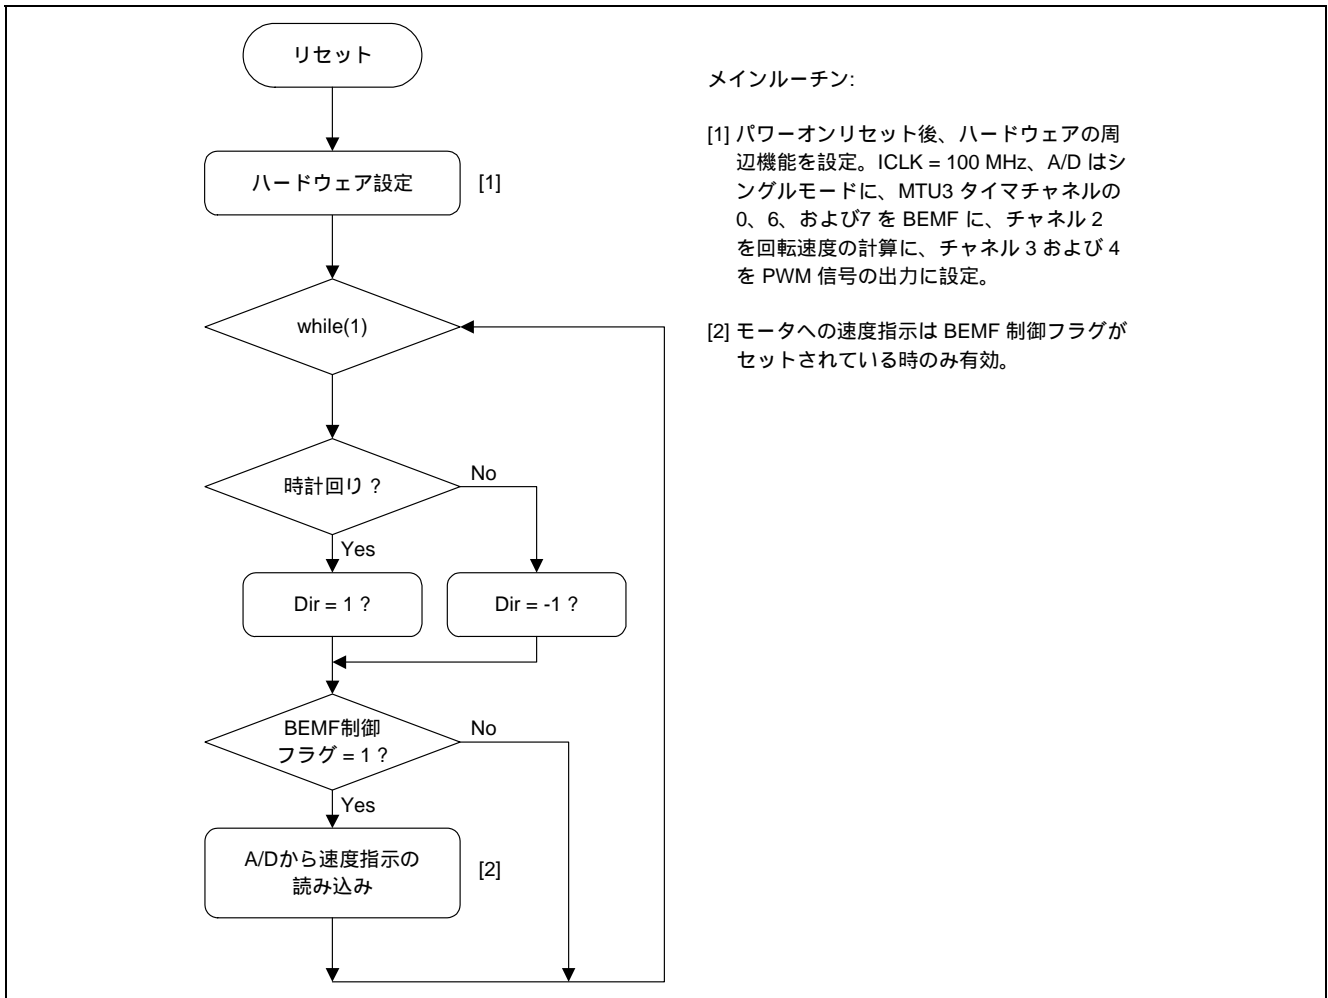 リセット
ハードウェア設定
[1]
while(1)
時計回り ?
No
Yes
Dir = 1 ?
Dir = -1 ?
BEMF制御
フラグ = 1 ?
No
Yes
A/Dから速度指示の
読み込み
[2]
メインルーチン:
[1] パワーオンリセット後、ハードウェアの周
辺機能を設定。ICLK = 100 MHz、A/D はシ
ングルモードに、MTU3 タイマチャネルの
0、6、および7 を BEMF に、チャネル 2
を回転速度の計算に、チャネル 3 および 4
を PWM 信号の出力に設定。
[2] モータへの速度指示は BEMF 制御フラグが
セットされている時のみ有効。